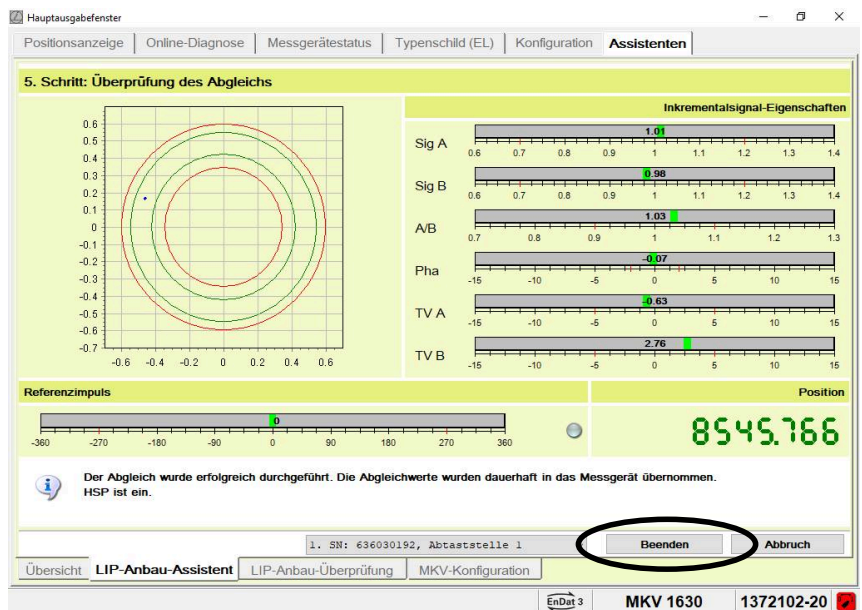 Hauptausgabefenster
Positionsanzeige Online-Diagnose Messgerätestatus Typenschild (EL) Konfiguration Assistenten
5. Schritt: Überprüfung des Abgleichs
0.6
0.5
0.4
0.3
0.2
0.1
0
-0.1
-0.2
-0.3
-0.4
-0.5
-0.6
-0.7
-0.6 -0.4 -0.2 0 0.2 0.4 0.6
Inkrementalsignal-Eigenschaften
Sig A 1.01
0.6 0.7 0.8 0.9 1 1.1 1.2 1.3 1.4
Sig B 0.98
0.6 0.7 0.8 0.9 1 1.1 1.2 1.3 1.4
A/B 1.03
0.7 0.8 0.9 1 1.1 1.2 1.3
Pha -0.07
-15 -10 -5 0 5 10 15
TV A -0.63
-15 -10 -5 0 5 10 15
TV B 2.76
-15 -10 -5 0 5 10 15
Referenzimpuls
0
-360 -270 -180 -90 0 90 180 270 360
Position
8545.766
Der Abgleich wurde erfolgreich durchgeführt. Die Abgleichwerte wurden dauerhaft in das Messgerät übernommen.
HSP ist ein.
1. SN: 636030192, Abtaststelle 1 Beenden Abbruch
Übersicht LIP-Anbau-Assistent LIP-Anbau-Überprüfung MKV-Konfiguration
EnDat 3 MKV 1630 1372102-20